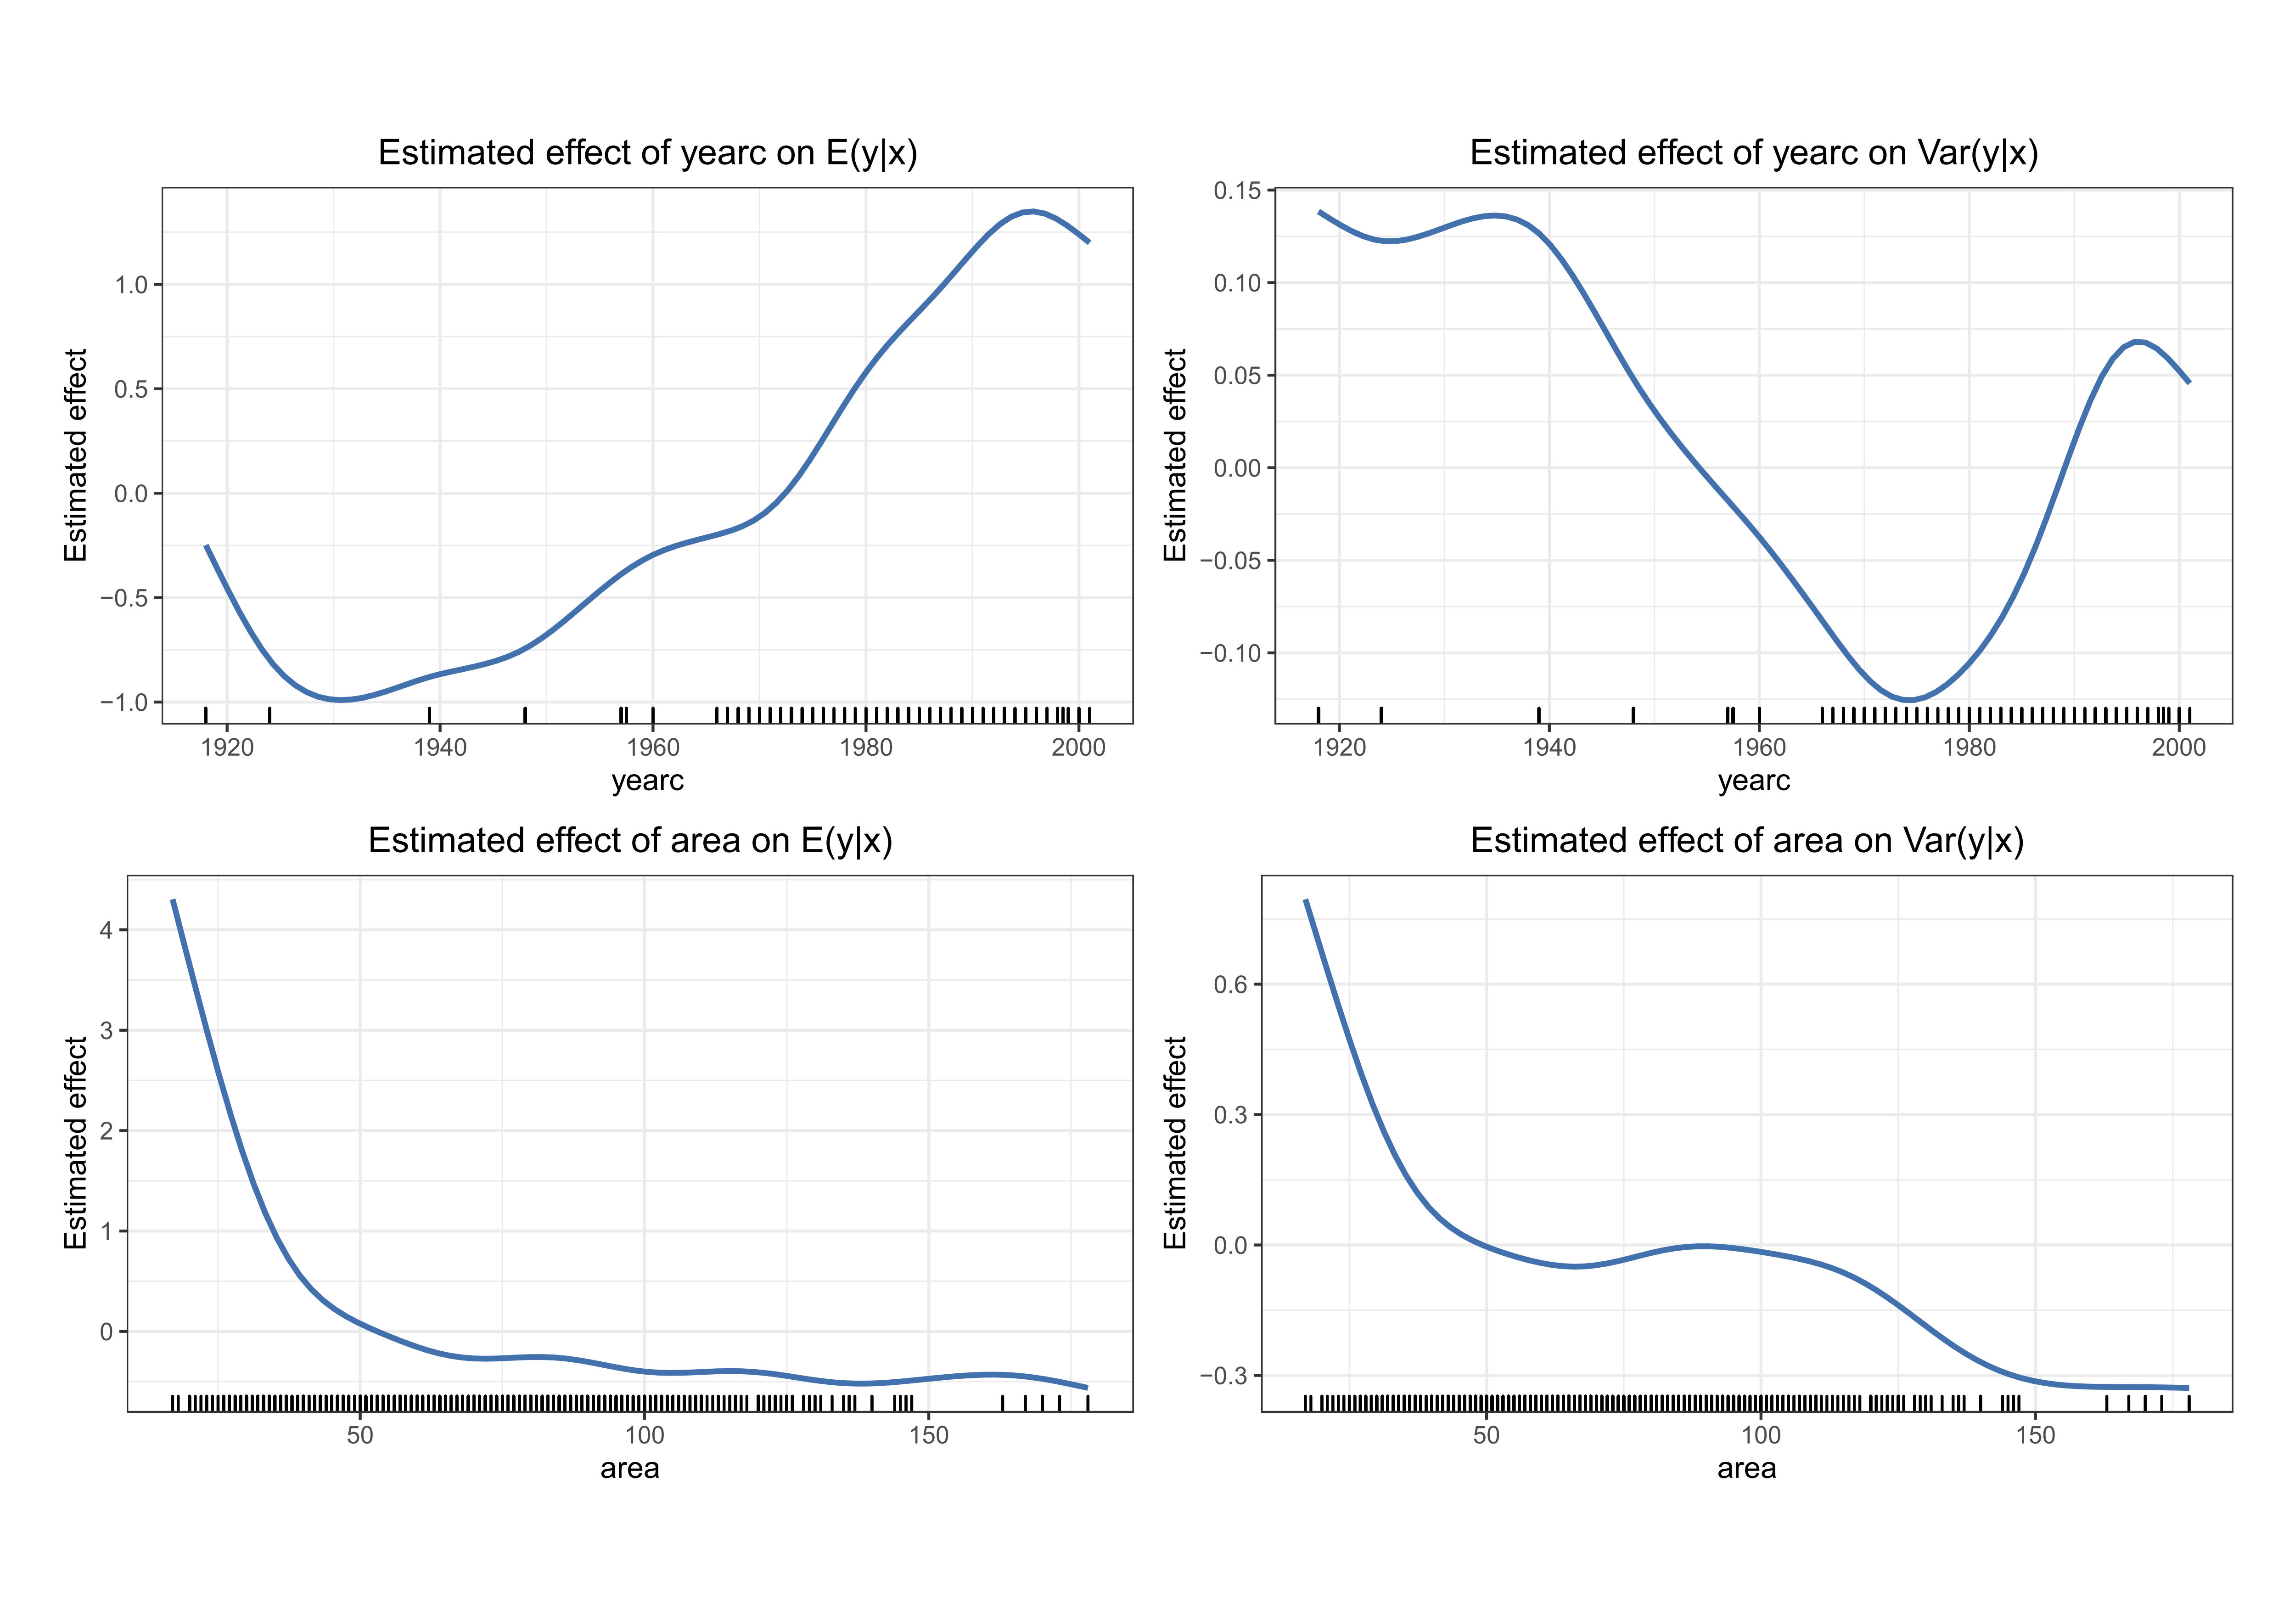 Estimated effect of yearc on E(y|x)
Estimated effect
1.0
0.5
0.0
−0.5
−1.0
1920 1940 1960 1980 2000
yearc
Estimated effect of yearc on Var(y|x)
Estimated effect
0.15
0.10
0.05
0.00
−0.05
−0.10
1920 1940 1960 1980 2000
yearc
Estimated effect of area on E(y|x)
Estimated effect
4
3
2
1
0
50 100 150
area
Estimated effect of area on Var(y|x)
Estimated effect
0.6
0.3
0.0
−0.3
50 100 150
area